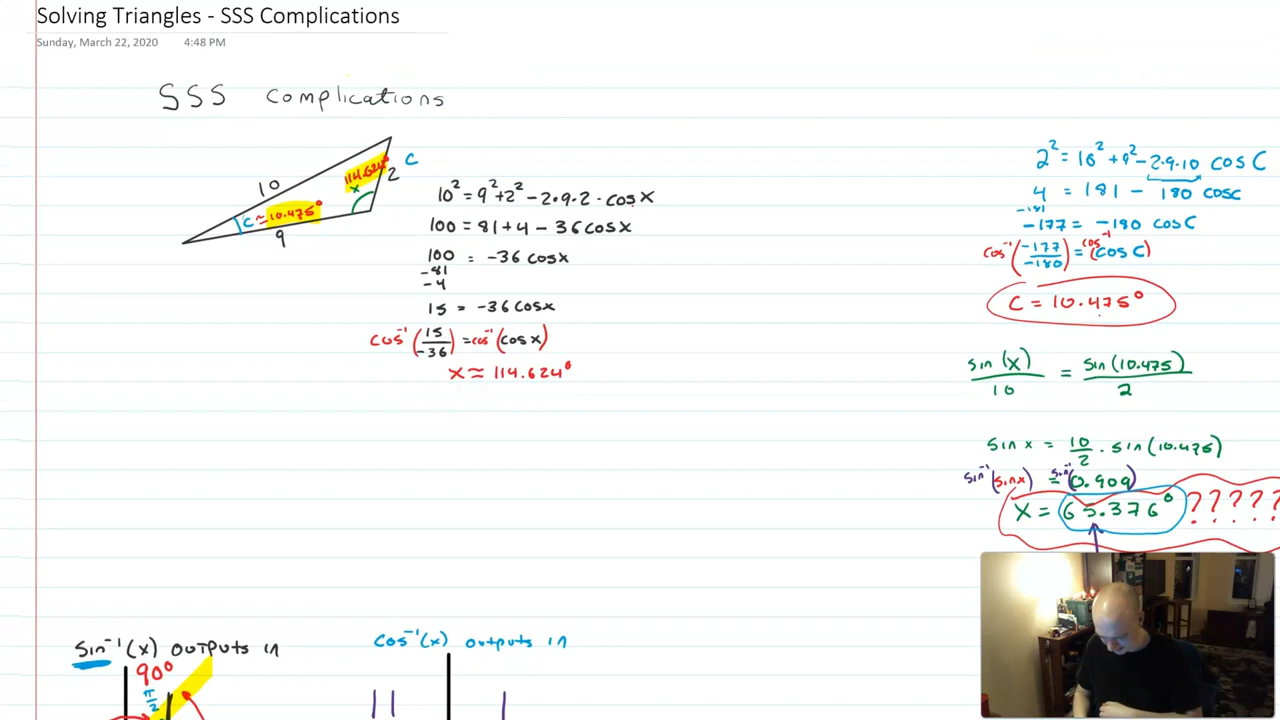 Solving Triangles - SSS Complications
Sunday, March 22, 2020 4:48 PM
SSS Complications
10
114.624°
C
2
x
C ≈ 10.475°
9
10² = 9² + 2² - 2·9·2 · cos x
100 = 81 + 4 - 36 cos x
100 = -36 cos x
-81
-4
15 = -36 cos x
cos⁻¹(15/-36) = cos⁻¹(cos x)
x ≈ 114.624°
2² = 10² + 9² - 2·9·10 cos C
4 = 181 - 180 cos C
-181
-177 = -180 cos C
cos⁻¹(-177/-180) = cos⁻¹(cos C)
C = 10.475°
sin(x)/10 = sin(10.475)/2
sin x = 10/2 · sin(10.475)
sin⁻¹(sin x) = sin⁻¹(0.909)
x = 65.376° ?????
Sin⁻¹(x) outputs in
90°
π/2
Cos⁻¹(x) outputs in